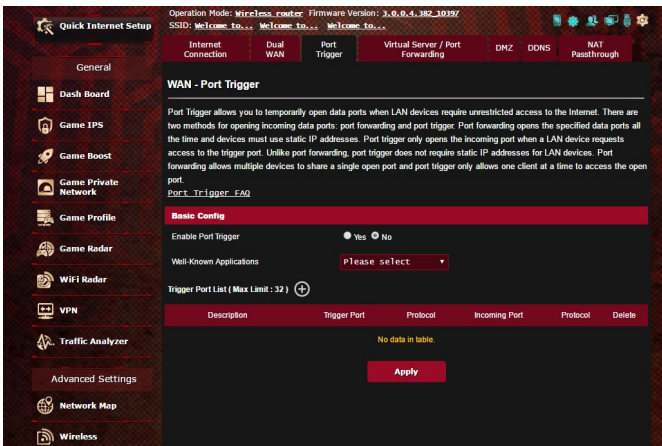 Quick Internet Setup
General
Dash Board
Game IPS
Game Boost
Game Private
Network
Game Profile
Game Radar
WiFi Radar
VPN
Traffic Analyzer
Advanced Settings
Network Map
Wireless
Operation Mode: Wireless router Firmware Version: 3.0.0.4.382_10397
SSID: Welcome to... Welcome to... Welcome to...
Internet
Connection
Dual
WAN
Port
Trigger
Virtual Server / Port
Forwarding
DMZ
DDNS
NAT
Passthrough
WAN - Port Trigger
Port Trigger allows you to temporarily open data ports when LAN devices require unrestricted access to the Internet. There are
two methods for opening incoming data ports: port forwarding and port trigger. Port forwarding opens the specified data ports all
the time and devices must use static IP addresses. Port trigger only opens the incoming port when a LAN device requests
access to the trigger port. Unlike port forwarding, port trigger does not require static IP addresses for LAN devices. Port
forwarding allows multiple devices to share a single open port and port trigger only allows one client at a time to access the open
port.
Port Trigger FAQ
Basic Config
Enable Port Trigger Yes No
Well-Known Applications Please select
Trigger Port List ( Max Limit : 32 )
Description Trigger Port Protocol Incoming Port Protocol Delete
No data in table.
Apply